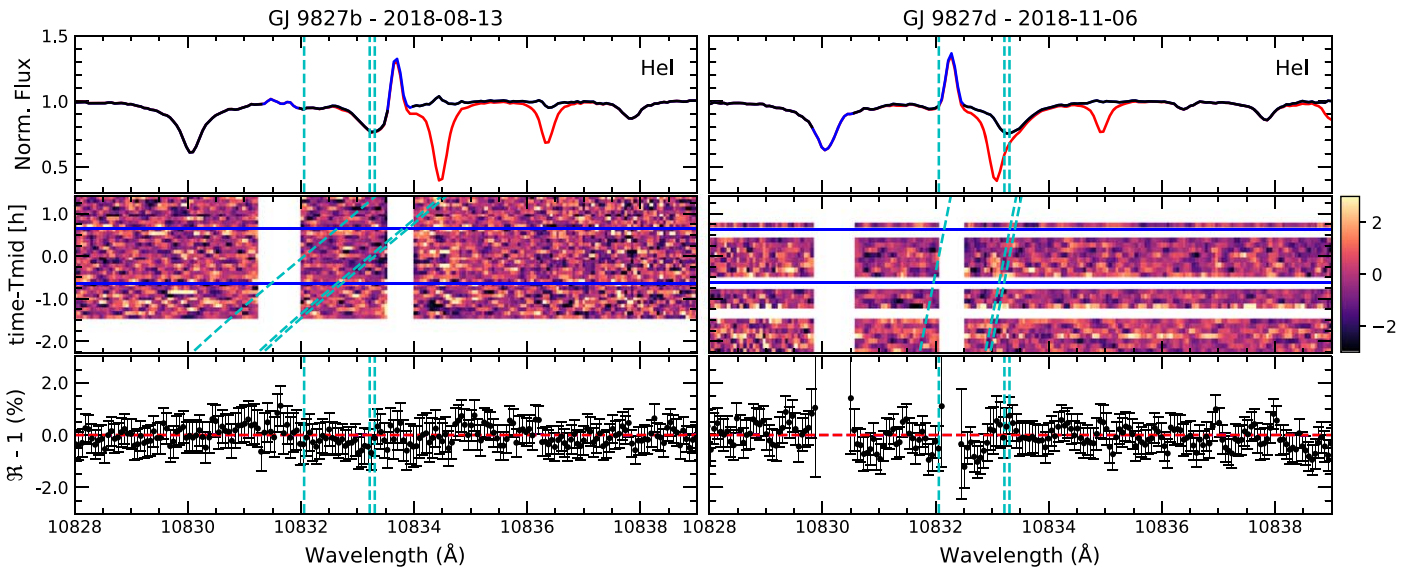 GJ 9827b - 2018-08-13
GJ 9827d - 2018-11-06
Norm. Flux
1.5
1.0
0.5
HeI
HeI
time-Tmid [h]
1.0
0.0
-1.0
-2.0
2
0
−2
ℜ - 1 (%)
2.0
0.0
-2.0
10828 10830 10832 10834 10836 10838 10828 10830 10832 10834 10836 10838
Wavelength (Å)
Wavelength (Å)